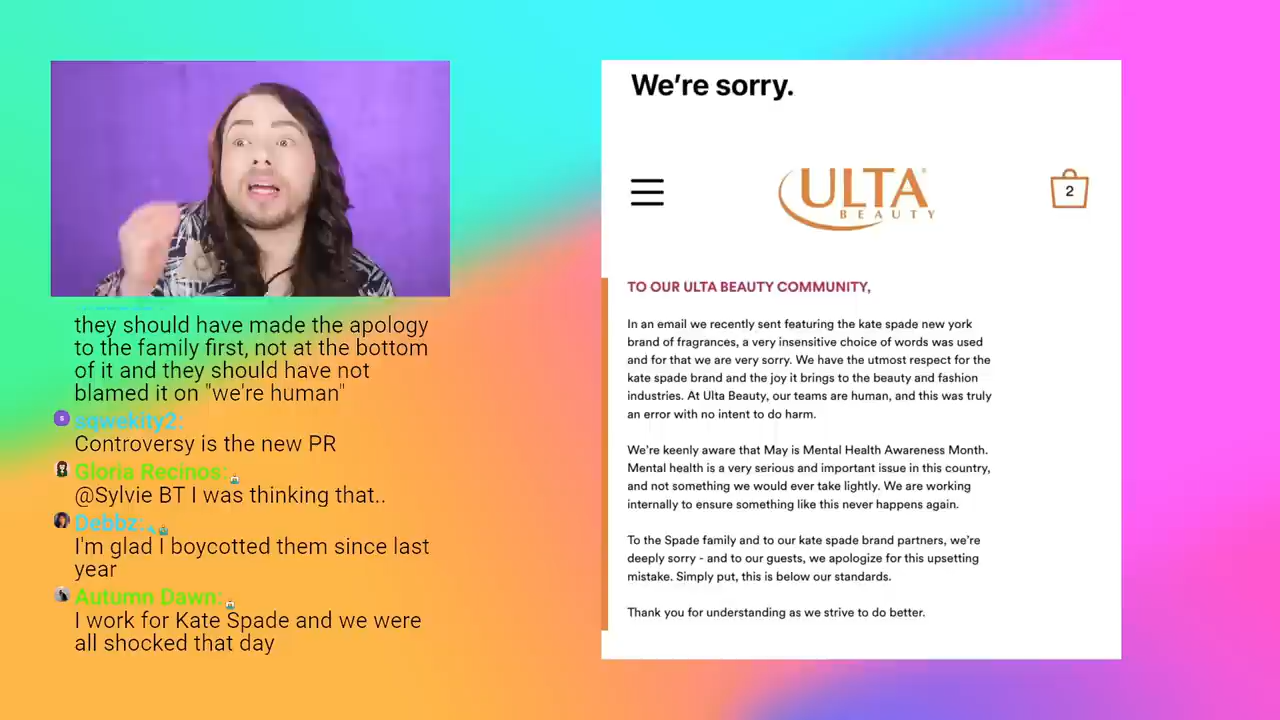 they should have made the apology
to the family first, not at the bottom
of it and they should have not
blamed it on "we're human"
sqwekity2:
Controversy is the new PR
Gloria Recinos:
@Sylvie BT I was thinking that..
Debbz:
I'm glad I boycotted them since last
year
Autumn Dawn:
I work for Kate Spade and we were
all shocked that day
We're sorry.
ULTA
BEAUTY
2
TO OUR ULTA BEAUTY COMMUNITY,
In an email we recently sent featuring the kate spade new york
brand of fragrances, a very insensitive choice of words was used
and for that we are very sorry. We have the utmost respect for the
kate spade brand and the joy it brings to the beauty and fashion
industries. At Ulta Beauty, our teams are human, and this was truly
an error with no intent to do harm.
We're keenly aware that May is Mental Health Awareness Month.
Mental health is a very serious and important issue in this country,
and not something we would ever take lightly. We are working
internally to ensure something like this never happens again.
To the Spade family and to our kate spade brand partners, we're
deeply sorry - and to our guests, we apologize for this upsetting
mistake. Simply put, this is below our standards.
Thank you for understanding as we strive to do better.